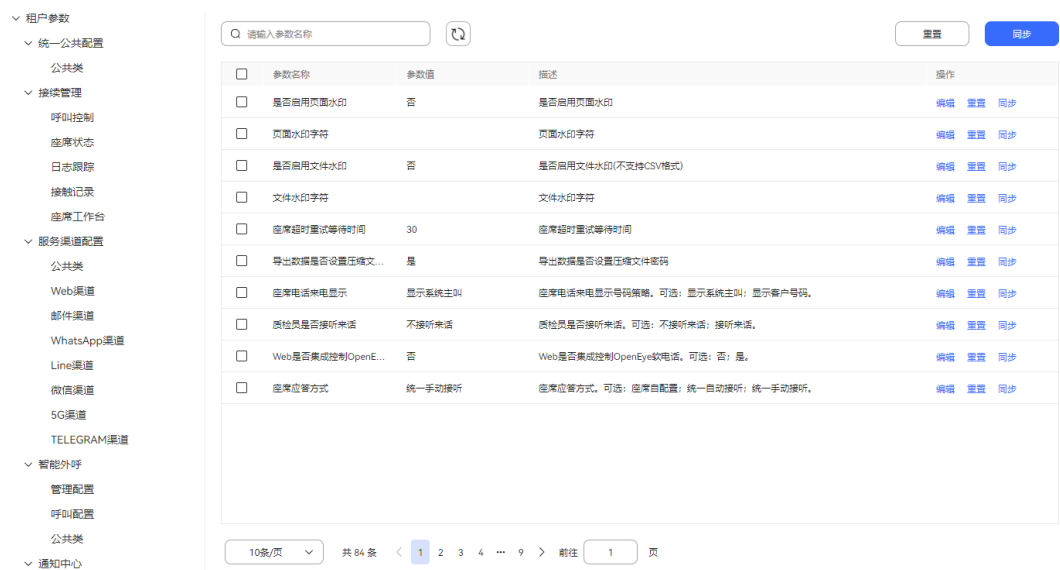 租户参数
统一公共配置
公共类
接续管理
呼叫控制
座席状态
日志跟踪
接触记录
座席工作台
服务渠道配置
公共类
Web渠道
邮件渠道
WhatsApp渠道
Line渠道
微信渠道
5G渠道
TELEGRAM渠道
智能外呼
管理配置
呼叫配置
公共类
通知中心
请输入参数名称 重置 同步
参数名称 参数值 描述 操作
是否启用页面水印 否 是否启用页面水印 编辑 重置 同步
页面水印字符 页面水印字符 编辑 重置 同步
是否启用文件水印 否 是否启用文件水印(不支持CSV格式) 编辑 重置 同步
文件水印字符 文件水印字符 编辑 重置 同步
座席超时重试等待时间 30 座席超时重试等待时间 编辑 重置 同步
导出数据是否设置压缩文... 是 导出数据是否设置压缩文件密码 编辑 重置 同步
座席电话来电显示 显示系统主叫 座席电话来电显示号码策略。可选：显示系统主叫；显示客户号码。 编辑 重置 同步
质检员是否接听来话 不接听来话 质检员是否接听来话。可选：不接听来话；接听来话。 编辑 重置 同步
Web是否集成控制OpenE... 否 Web是否集成控制OpenEye软电话。可选：否；是。 编辑 重置 同步
座席应答方式 统一手动接听 座席应答方式。可选：座席自配置；统一自动接听；统一手动接听。 编辑 重置 同步
10条/页 共 84 条 1 2 3 4 ··· 9 前往 1 页